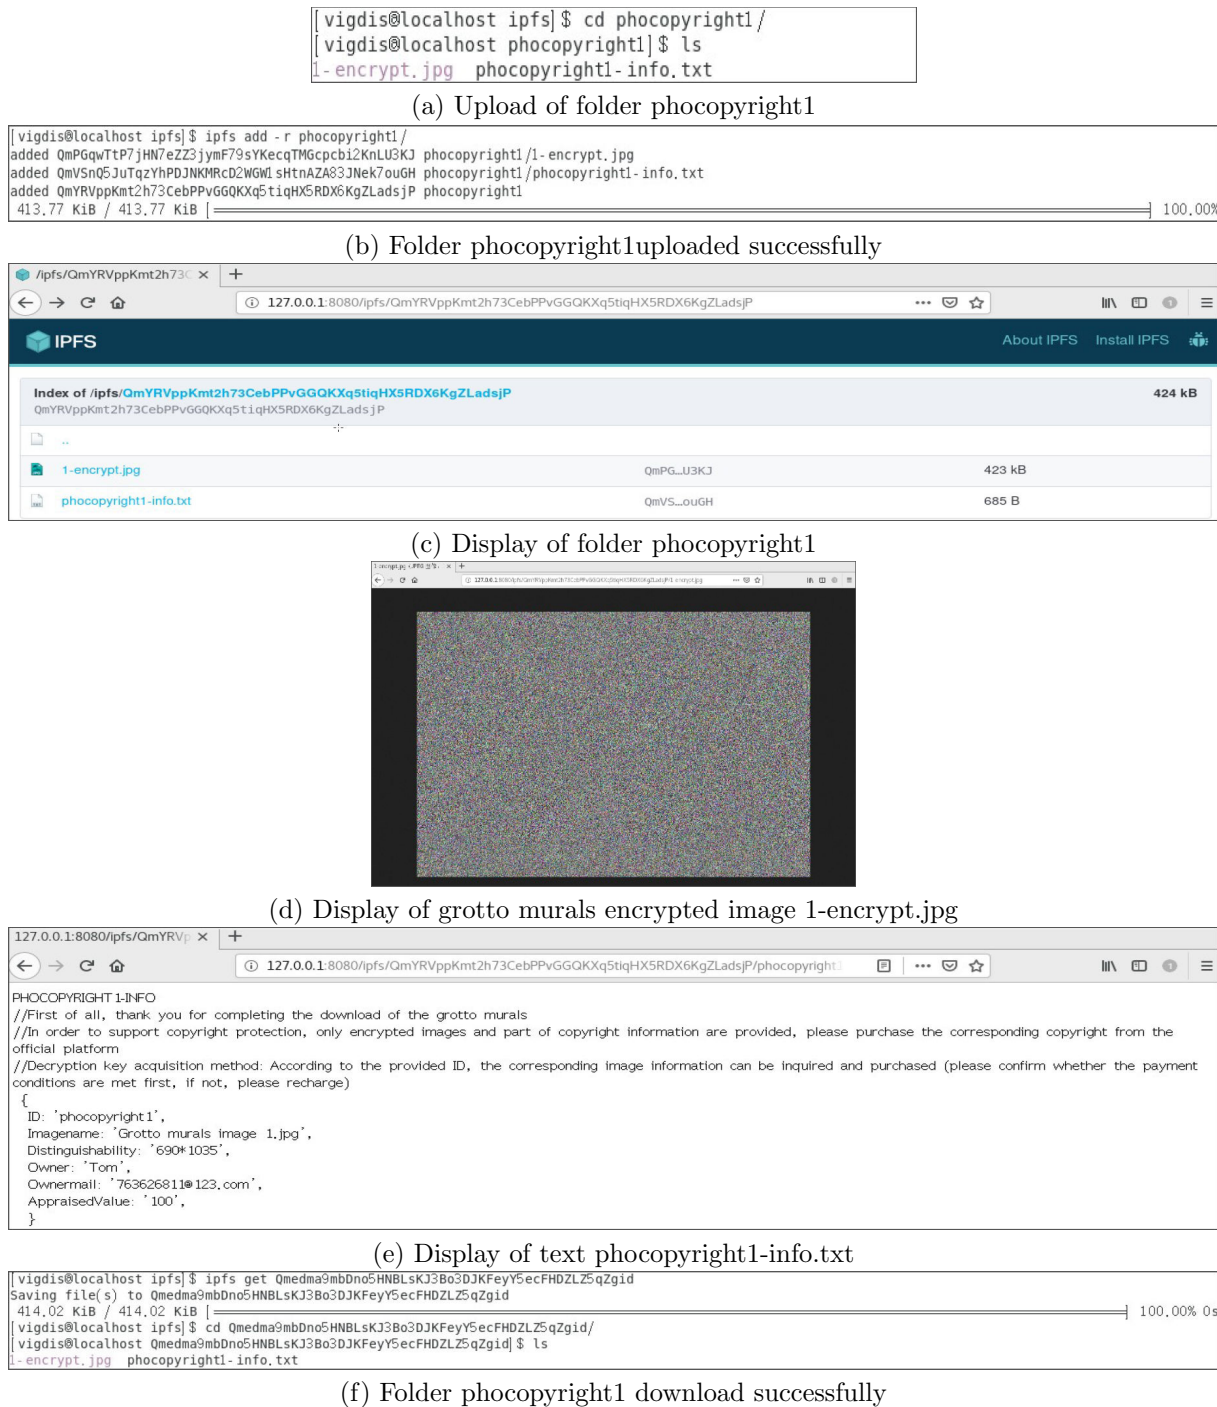 [vigdis@localhost ipfs]$ cd phocopyright1/
[vigdis@localhost phocopyright1]$ ls
1-encrypt.jpg phocopyright1-info.txt
(a) Upload of folder phocopyright1
[vigdis@localhost ipfs]$ ipfs add -r phocopyright1/
added QmPGqwTtP7jHN7eZZ3jymF79sYKecqTMGcpcbi2KnLU3KJ phocopyright1/1-encrypt.jpg
added QmVSnQ5JuTqzYhPDJNKMRcD2WGW1sHtnAZA83JNek7ouGH phocopyright1/phocopyright1-info.txt
added QmYRVppKmt2h73CebPPvGGQKXq5tiqHX5RDX6KgZLadsjP phocopyright1
413.77 KiB / 413.77 KiB [] 100.00%
(b) Folder phocopyright1uploaded successfully
/ipfs/QmYRVppKmt2h73C × +
127.0.0.1:8080/ipfs/QmYRVppKmt2h73CebPPvGGQKXq5tiqHX5RDX6KgZLadsjP
IPFS About IPFS Install IPFS
Index of /ipfs/QmYRVppKmt2h73CebPPvGGQKXq5tiqHX5RDX6KgZLadsjP 424 kB
QmYRVppKmt2h73CebPPvGGQKXq5tiqHX5RDX6KgZLadsjP
..
1-encrypt.jpg QmPG…U3KJ 423 kB
phocopyright1-info.txt QmVS…ouGH 685 B
(c) Display of folder phocopyright1
(d) Display of grotto murals encrypted image 1-encrypt.jpg
127.0.0.1:8080/ipfs/QmYRVp × +
127.0.0.1:8080/ipfs/QmYRVppKmt2h73CebPPvGGQKXq5tiqHX5RDX6KgZLadsjP/phocopyright1
PHOCOPYRIGHT 1-INFO
//First of all, thank you for completing the download of the grotto murals
//In order to support copyright protection, only encrypted images and part of copyright information are provided, please purchase the corresponding copyright from the
official platform
//Decryption key acquisition method: According to the provided ID, the corresponding image information can be inquired and purchased (please confirm whether the payment
conditions are met first, if not, please recharge)
{
ID: 'phocopyright1',
Imagename: 'Grotto murals image 1.jpg',
Distinguishability: '690*1035',
Owner: 'Tom',
Ownermail: '763626811@123.com',
AppraisedValue: '100',
}
(e) Display of text phocopyright1-info.txt
[vigdis@localhost ipfs]$ ipfs get Qmedma9mbDno5HNBLsKJ3Bo3DJKFeyY5ecFHDZLZ5qZgid
Saving file(s) to Qmedma9mbDno5HNBLsKJ3Bo3DJKFeyY5ecFHDZLZ5qZgid
414.02 KiB / 414.02 KiB [] 100.00% 0s
[vigdis@localhost ipfs]$ cd Qmedma9mbDno5HNBLsKJ3Bo3DJKFeyY5ecFHDZLZ5qZgid/
[vigdis@localhost Qmedma9mbDno5HNBLsKJ3Bo3DJKFeyY5ecFHDZLZ5qZgid]$ ls
1-encrypt.jpg phocopyright1-info.txt
(f) Folder phocopyright1 download successfully